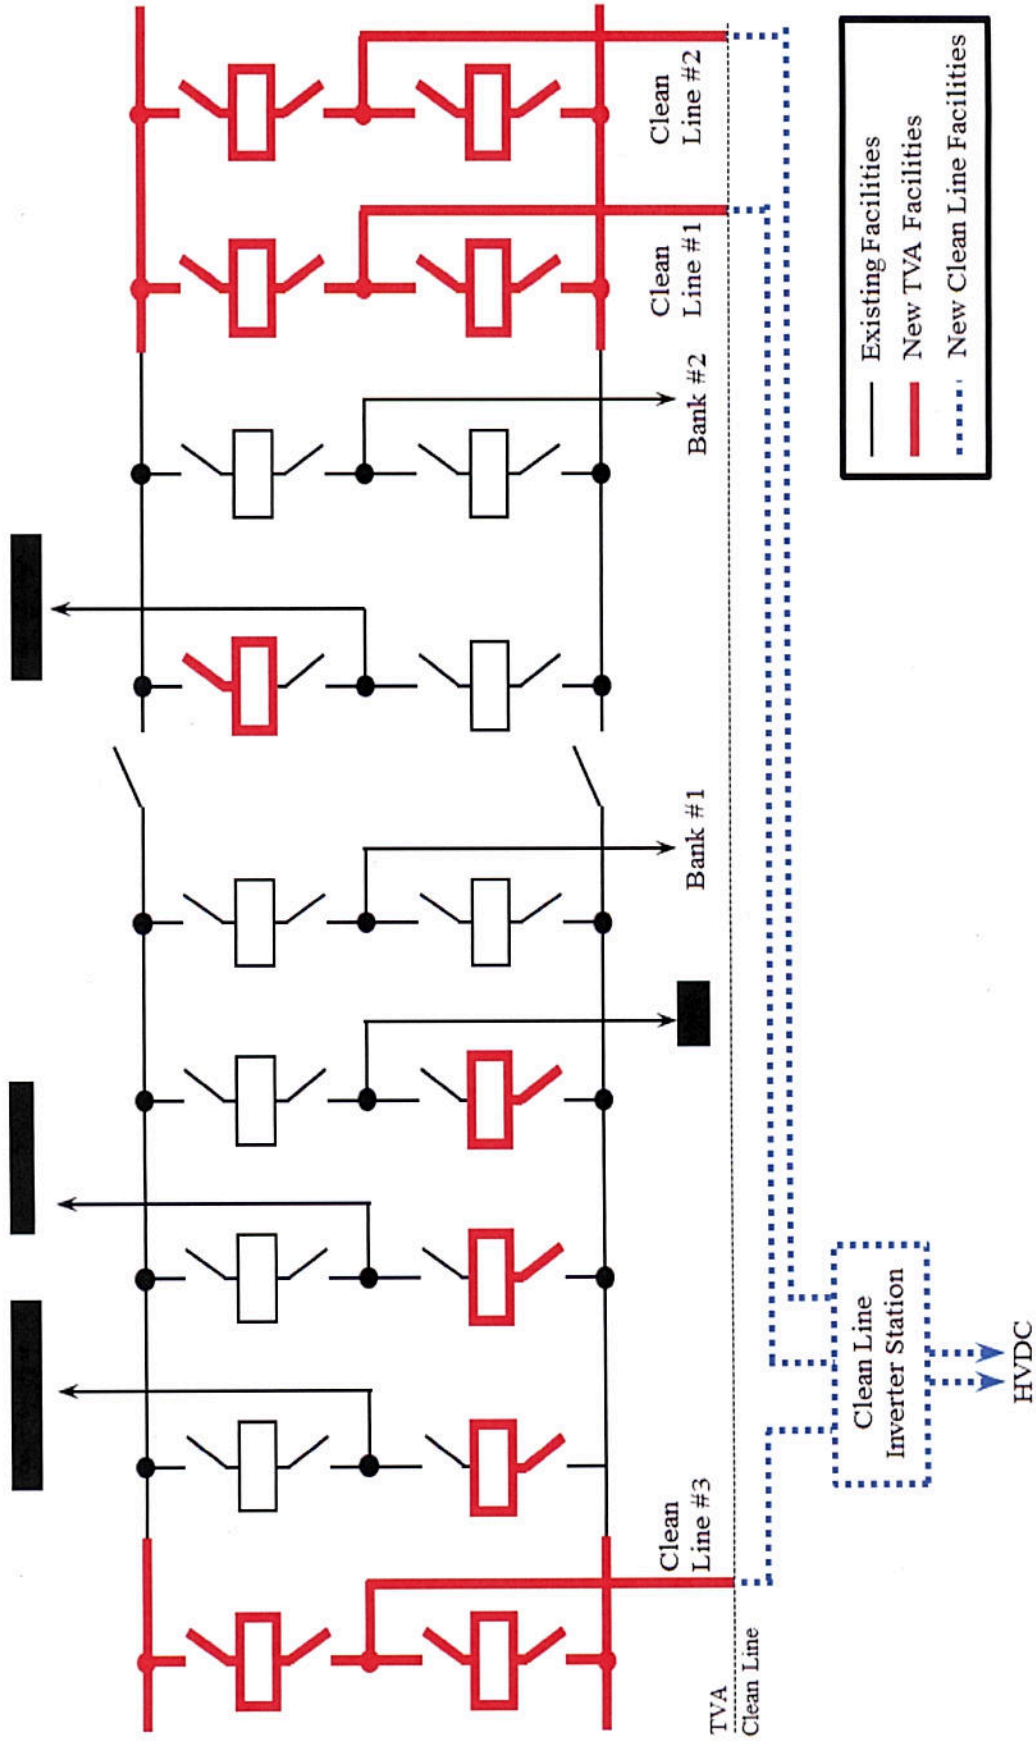 Clean
Line #3
Bank #1
Bank #2
Clean
Line #1
Clean
Line #2
TVA
Clean Line
Clean Line
Inverter Station
HVDC
Existing Facilities
New TVA Facilities
New Clean Line Facilities